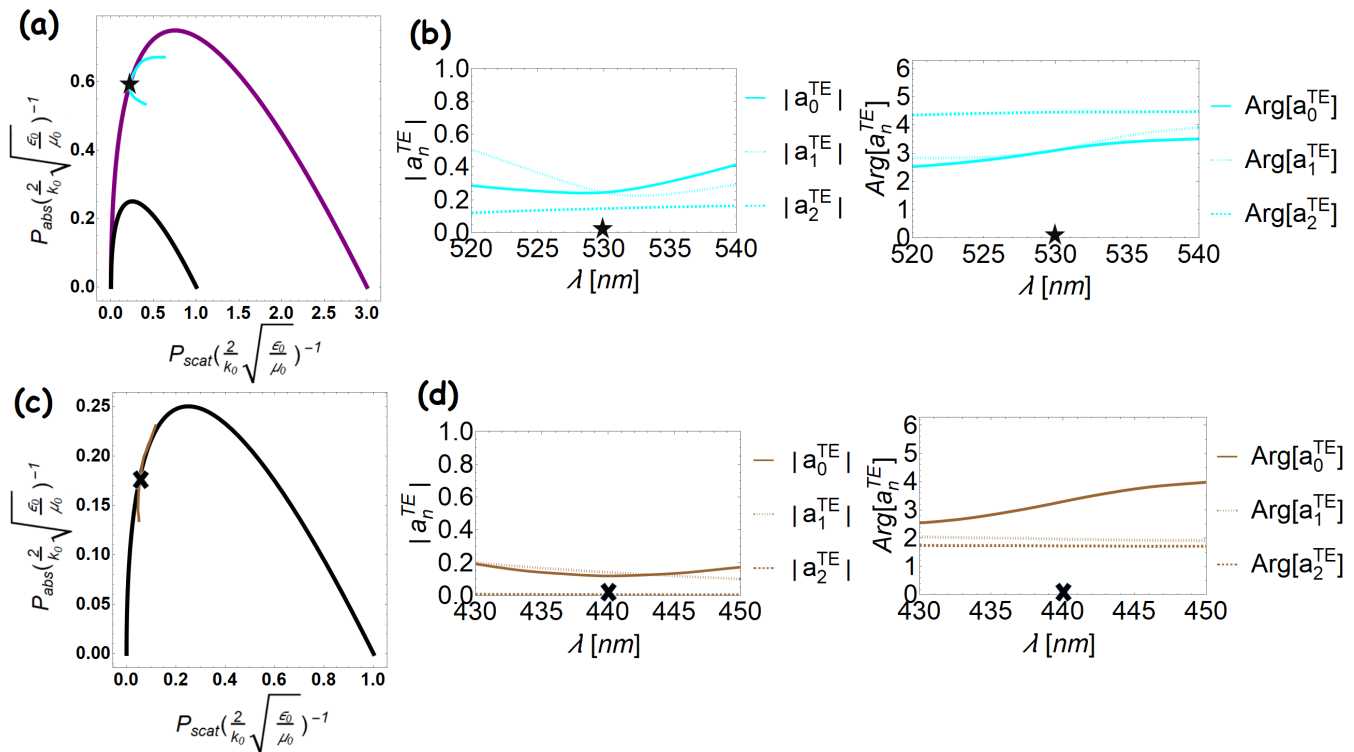 (a)
P_abs(2/k_0 √(ε_0/μ_0))^−1
0.6
0.4
0.2
0.0
0.0 0.5 1.0 1.5 2.0 2.5 3.0
P_scat(2/k_0 √(ε_0/μ_0))^−1
(b)
|a_n^TE|
1.0
0.8
0.6
0.4
0.2
0.0
520 525 530 535 540
λ [nm]
|a_0^TE|
|a_1^TE|
|a_2^TE|
Arg[a_n^TE]
6
5
4
3
2
1
0
520 525 530 535 540
λ [nm]
Arg[a_0^TE]
Arg[a_1^TE]
Arg[a_2^TE]
(c)
P_abs(2/k_0 √(ε_0/μ_0))^−1
0.25
0.20
0.15
0.10
0.05
0.00
0.0 0.2 0.4 0.6 0.8 1.0
P_scat(2/k_0 √(ε_0/μ_0))^−1
(d)
|a_n^TE|
1.0
0.8
0.6
0.4
0.2
0.0
430 435 440 445 450
λ [nm]
|a_0^TE|
|a_1^TE|
|a_2^TE|
Arg[a_n^TE]
6
5
4
3
2
1
0
430 435 440 445 450
λ [nm]
Arg[a_0^TE]
Arg[a_1^TE]
Arg[a_2^TE]